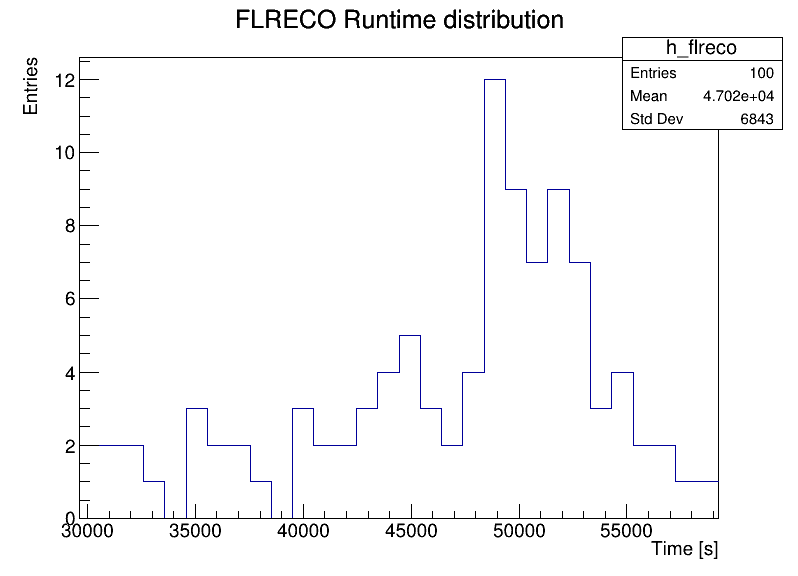 FLRECO Runtime distribution
h_flreco
Entries 100
Mean 4.702e+04
Std Dev 6843
Entries
12
10
8
6
4
2
0
30000 35000 40000 45000 50000 55000
Time [s]